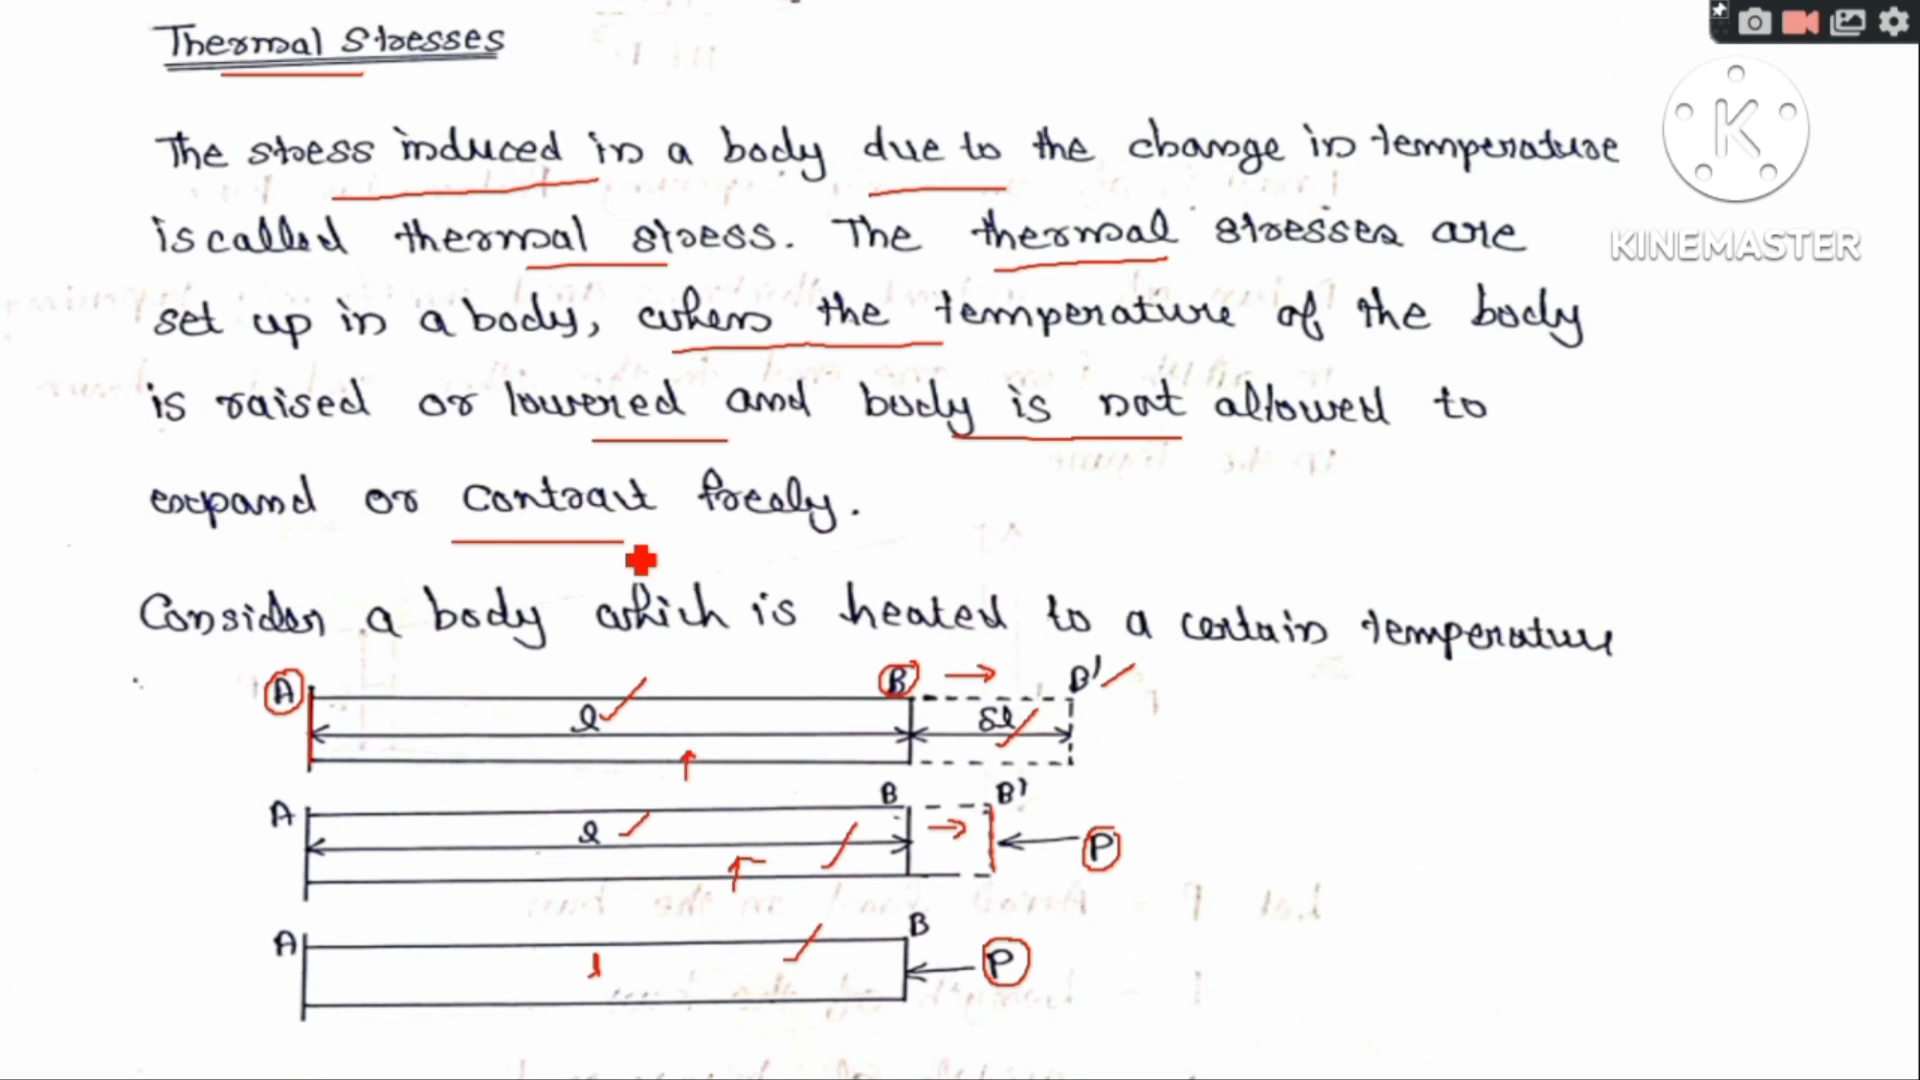 Thermal Stresses
The stress induced in a body due to the change in temperature
is called thermal stress. The thermal stresses are
set up in a body, when the temperature of the body
is raised or lowered and body is not allowed to
expand or contract freely.
Consider a body which is heated to a certain temperature
A B B'
l δl
A B B'
l P
A B
l P
K
KINEMASTER